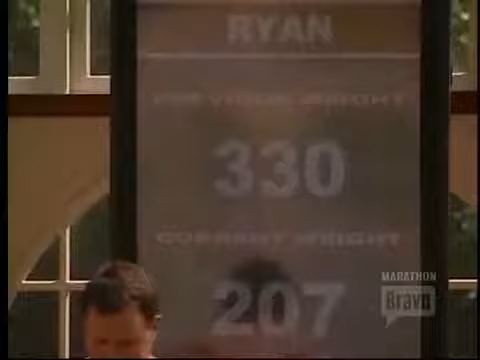 RYAN
PREVIOUS WEIGHT
330
CURRENT WEIGHT
207
MARATHON
Bravo